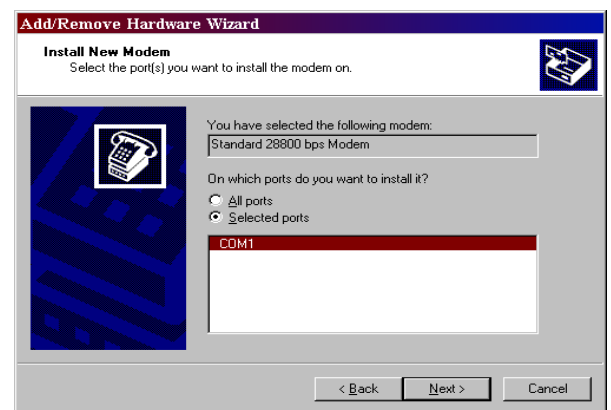 Add/Remove Hardware Wizard
Install New Modem
Select the port(s) you want to install the modem on.
You have selected the following modem:
Standard 28800 bps Modem
On which ports do you want to install it?
All ports
Selected ports
COM1
< Back
Next >
Cancel